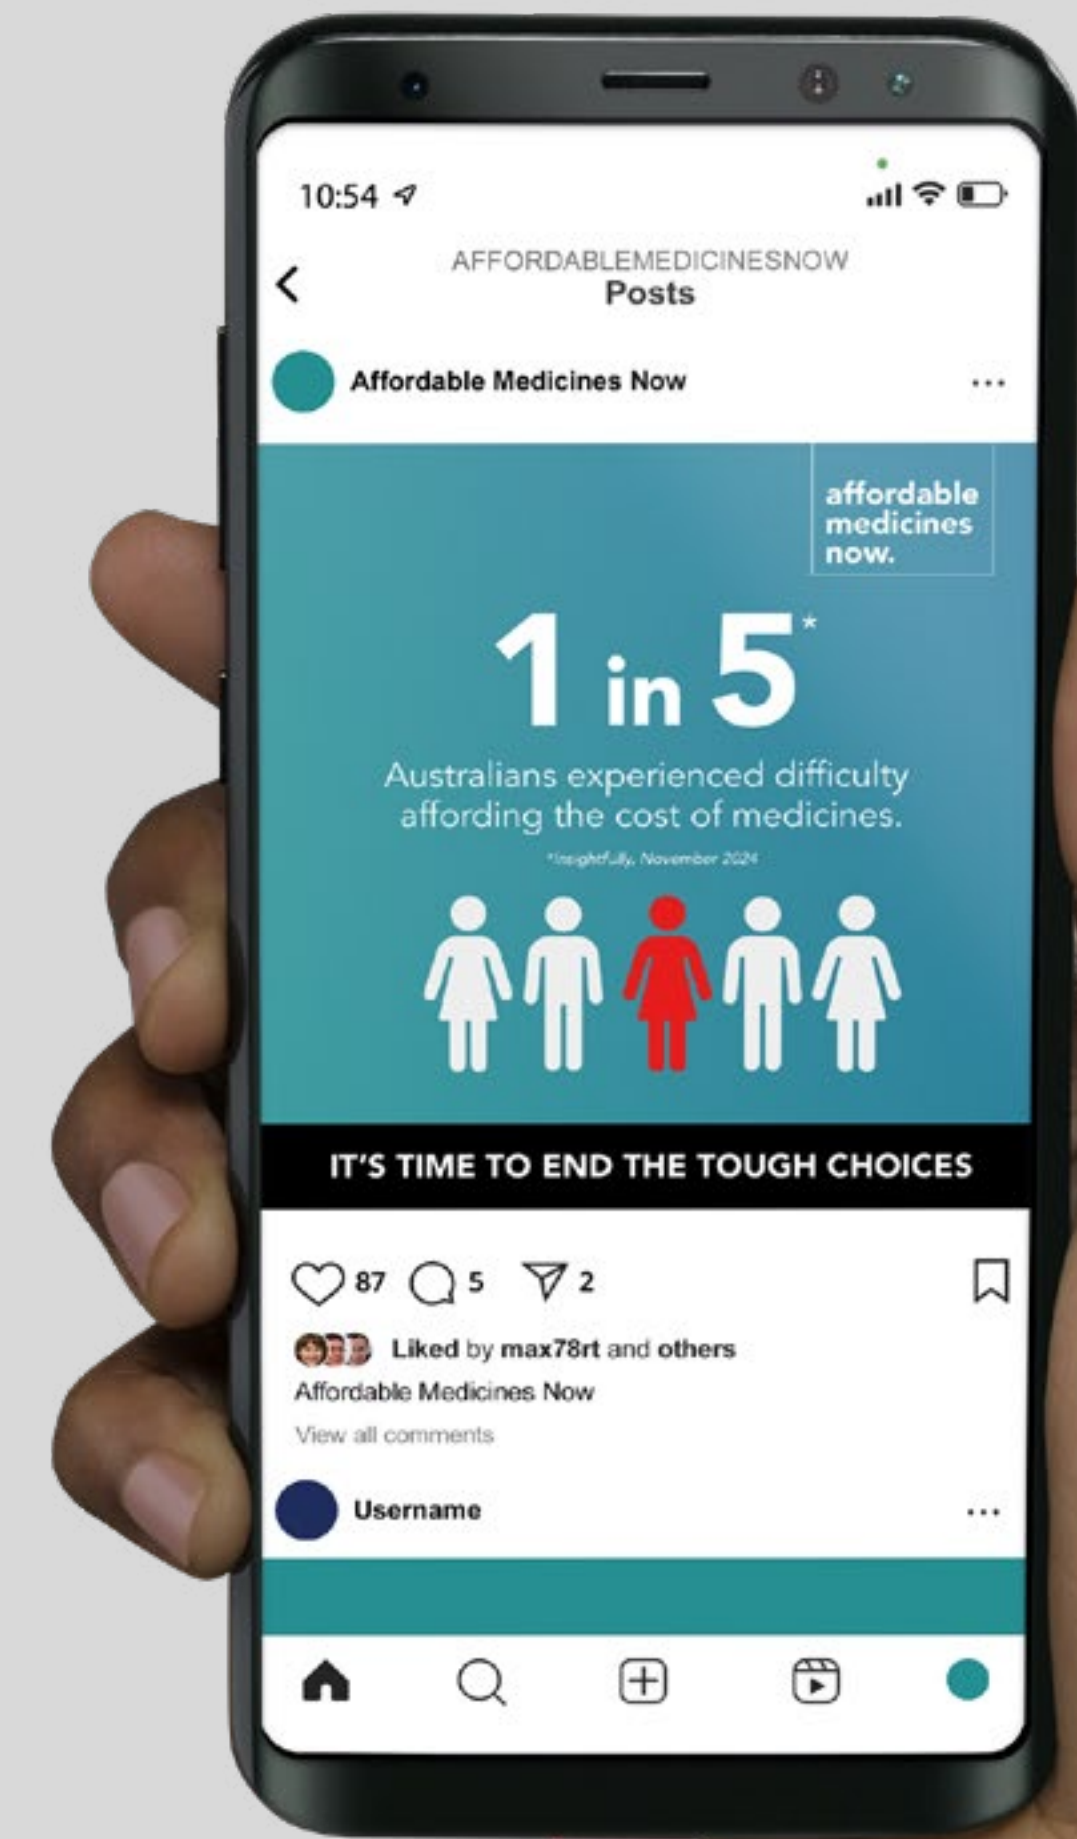 10:54
AFFORDABLEMEDICINESNOW
Posts
Affordable Medicines Now
affordable
medicines
now.
1 in 5*
Australians experienced difficulty
affording the cost of medicines.
*Insightfully, November 2024
IT'S TIME TO END THE TOUGH CHOICES
87 5 2
Liked by max78rt and others
Affordable Medicines Now
View all comments
Username